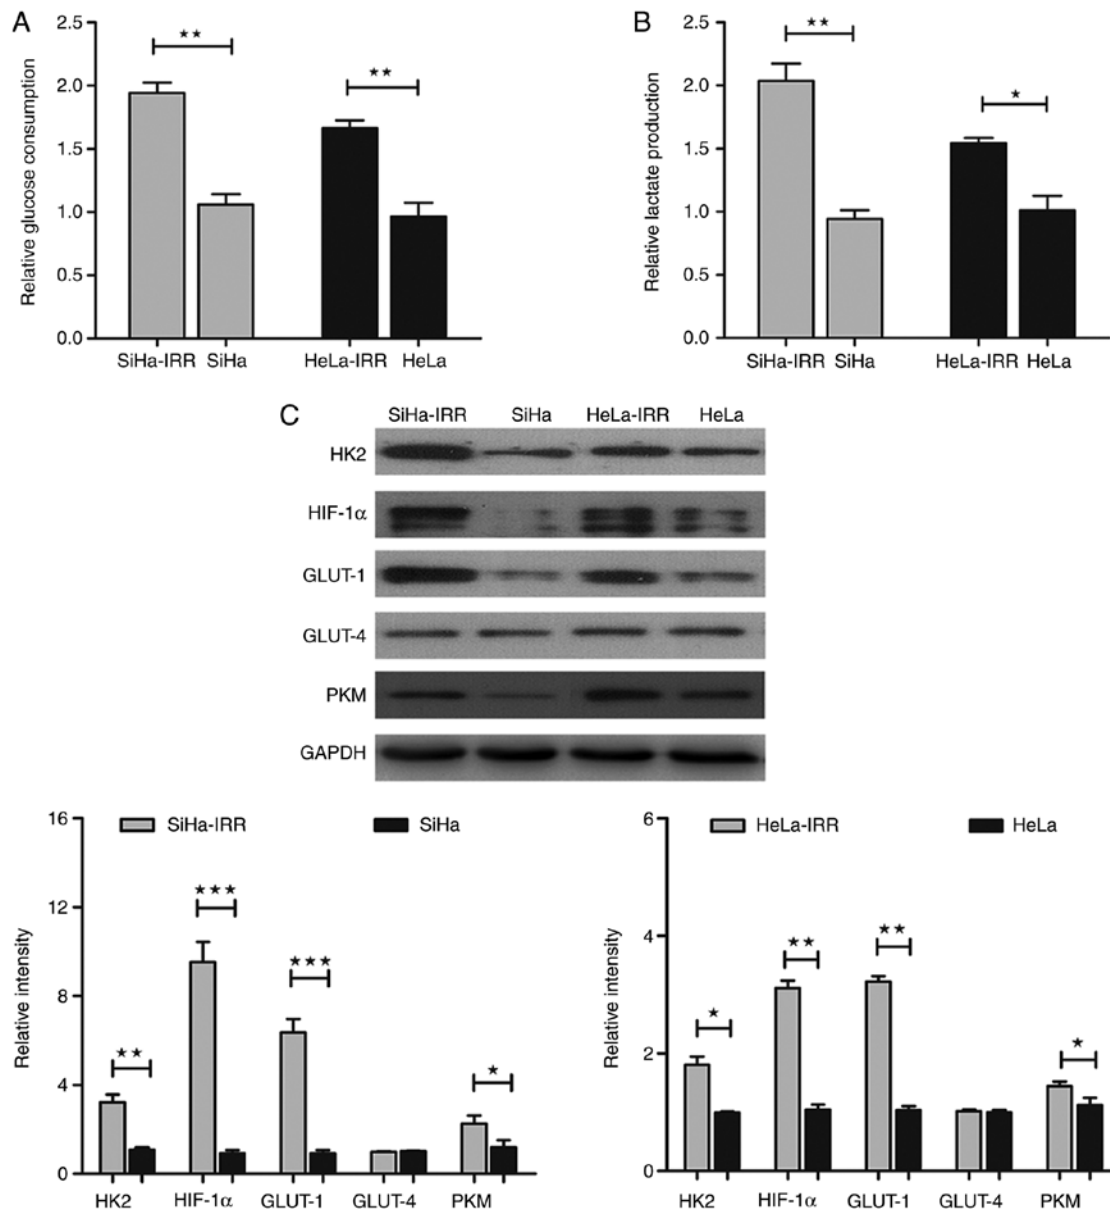 A
Relative glucose consumption
2.5
2.0
1.5
1.0
0.5
0.0
★★
★★
SiHa-IRR SiHa HeLa-IRR HeLa
B
Relative lactate production
2.5
2.0
1.5
1.0
0.5
0.0
★★
★
SiHa-IRR SiHa HeLa-IRR HeLa
C
SiHa-IRR SiHa HeLa-IRR HeLa
HK2
HIF-1α
GLUT-1
GLUT-4
PKM
GAPDH
Relative intensity
16
12
8
4
0
SiHa-IRR SiHa
★★
★★★
★★★
★
HK2 HIF-1α GLUT-1 GLUT-4 PKM
Relative intensity
6
4
2
0
HeLa-IRR HeLa
★
★★
★★
★
HK2 HIF-1α GLUT-1 GLUT-4 PKM